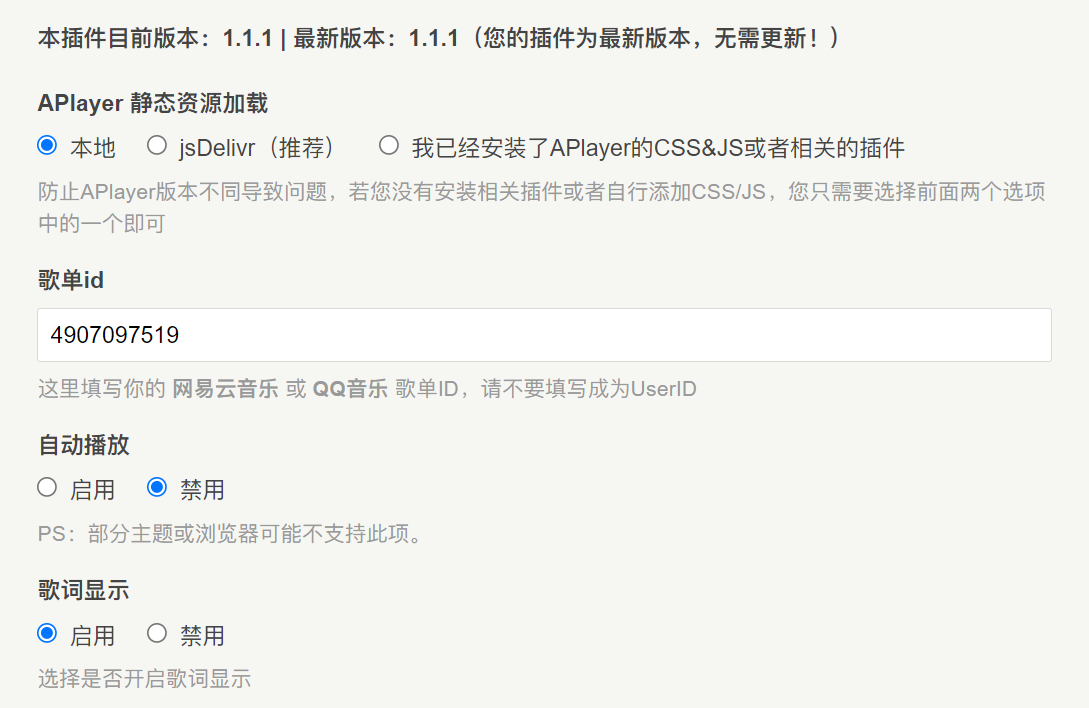 本插件目前版本：1.1.1 | 最新版本：1.1.1（您的插件为最新版本，无需更新！）
APlayer 静态资源加载
本地 jsDelivr（推荐） 我已经安装了APlayer的CSS&JS或者相关的插件
防止APlayer版本不同导致问题，若您没有安装相关插件或者自行添加CSS/JS，您只需要选择前面两个选项
中的一个即可
歌单id
4907097519
这里填写你的 网易云音乐 或 QQ音乐 歌单ID，请不要填写成为UserID
自动播放
启用 禁用
PS：部分主题或浏览器可能不支持此项。
歌词显示
启用 禁用
选择是否开启歌词显示